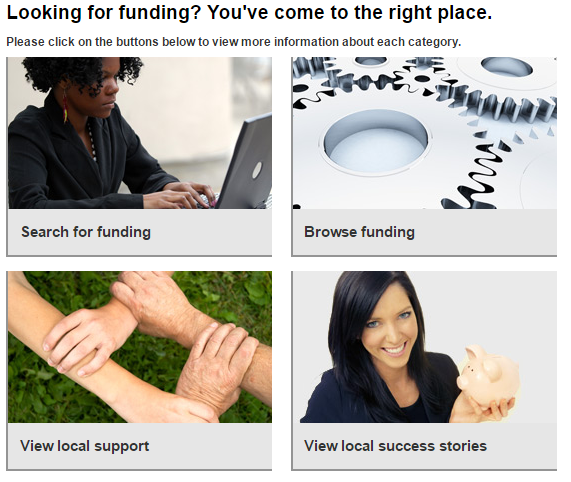 Looking for funding? You've come to the right place.
Please click on the buttons below to view more information about each category.
Search for funding
Browse funding
View local support
View local success stories